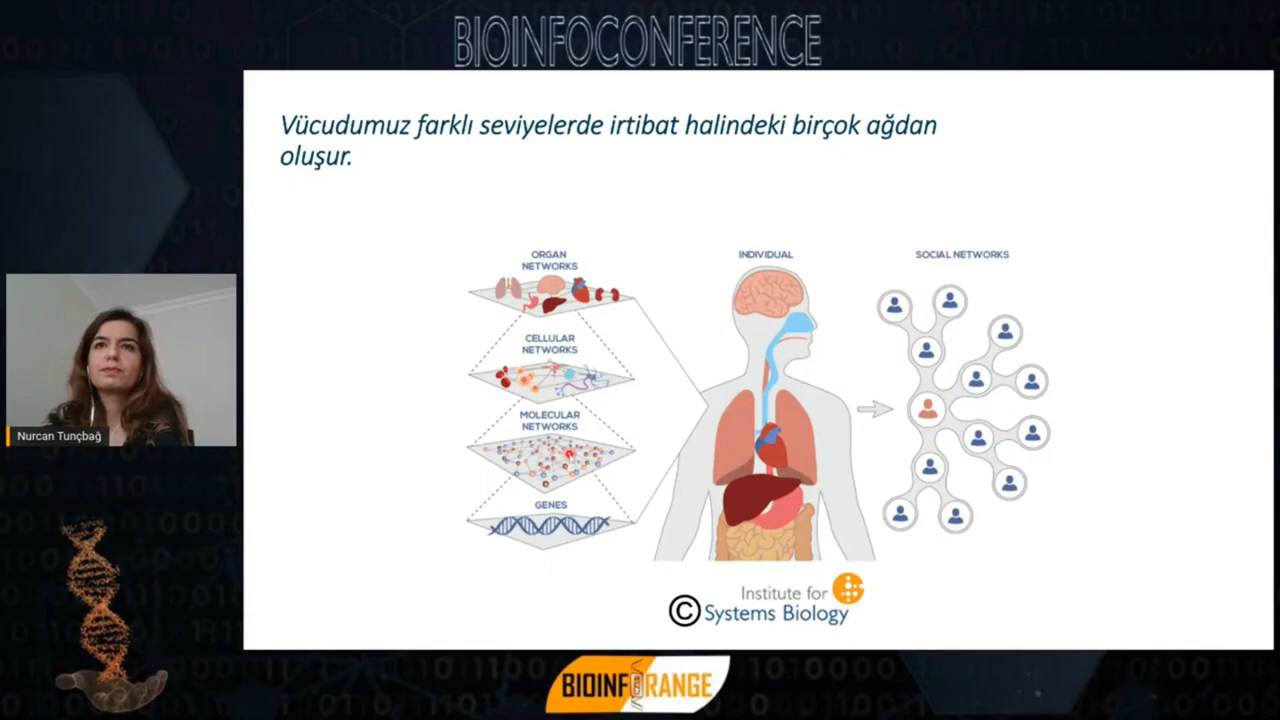 BIOINFOCONFERENCE
Vücudumuz farklı seviyelerde irtibat halindeki birçok ağdan
oluşur.
ORGAN
NETWORKS
CELLULAR
NETWORKS
MOLECULAR
NETWORKS
GENES
INDIVIDUAL
SOCIAL NETWORKS
Nurcan Tunçbağ
© Institute for
Systems Biology
BIOINFORANGE